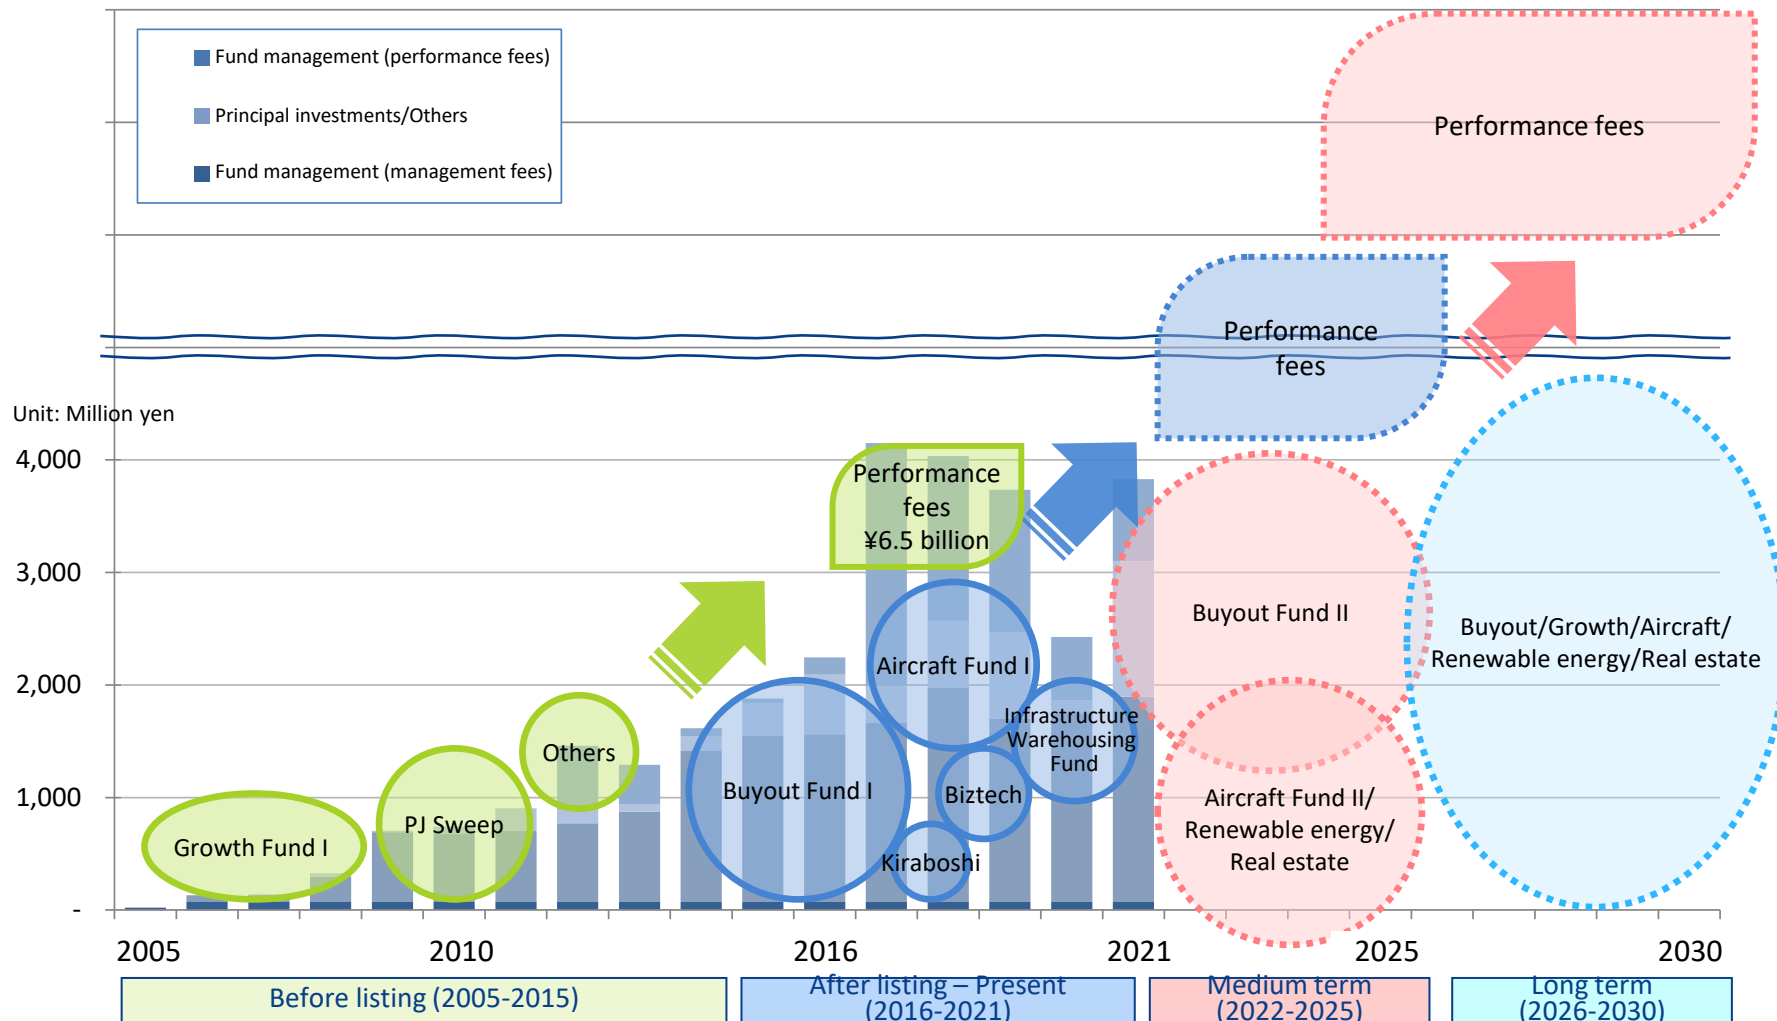 Fund management (performance fees)
Principal investments/Others
Fund management (management fees)
Performance fees
Performance
fees
Unit: Million yen
4,000
3,000
2,000
1,000
-
Performance
fees
¥6.5 billion
Buyout Fund II
Buyout/Growth/Aircraft/
Renewable energy/Real estate
Aircraft Fund I
Infrastructure
Warehousing
Fund
Others
Buyout Fund I
Biztech
PJ Sweep
Growth Fund I
Kiraboshi
Aircraft Fund II/
Renewable energy/
Real estate
2005
2010
2016
2021
2025
2030
Before listing (2005-2015)
After listing – Present
(2016-2021)
Medium term
(2022-2025)
Long term
(2026-2030)